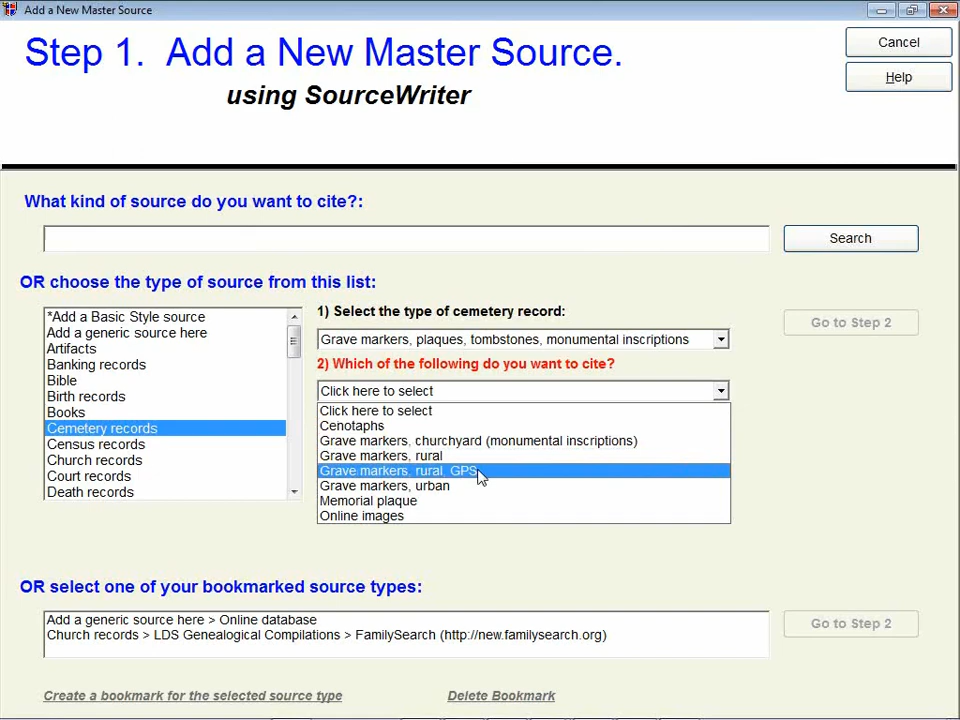 Add a New Master Source
Step 1. Add a New Master Source.
Cancel
using SourceWriter
Help
What kind of source do you want to cite?:
Search
OR choose the type of source from this list:
*Add a Basic Style source
Add a generic source here
Artifacts
Banking records
Bible
Birth records
Books
Cemetery records
Census records
Church records
Court records
Death records
1) Select the type of cemetery record:
Grave markers, plaques, tombstones, monumental inscriptions
2) Which of the following do you want to cite?
Click here to select
Click here to select
Cenotaphs
Grave markers, churchyard (monumental inscriptions)
Grave markers, rural
Grave markers, rural, GPS
Grave markers, urban
Memorial plaque
Online images
Go to Step 2
OR select one of your bookmarked source types:
Add a generic source here > Online database
Church records > LDS Genealogical Compilations > FamilySearch (http://new.familysearch.org)
Go to Step 2
Create a bookmark for the selected source type
Delete Bookmark